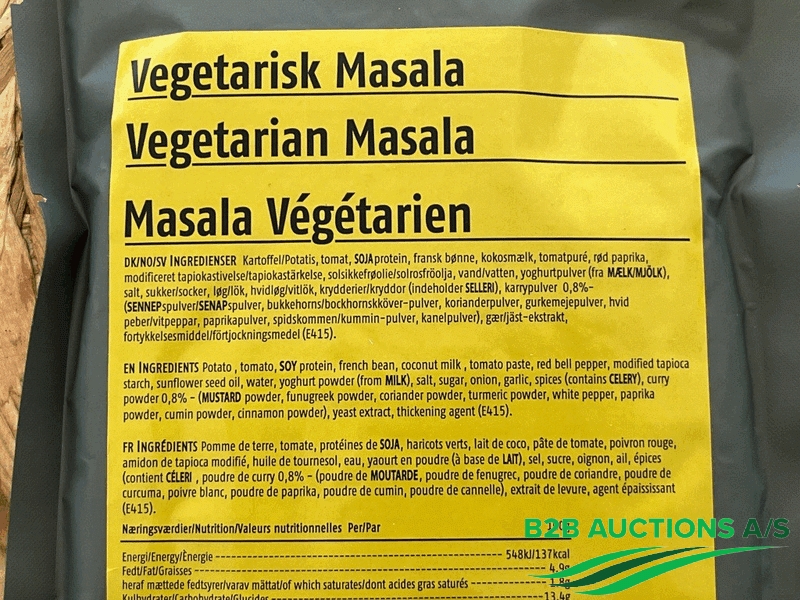 Vegetarisk Masala
Vegetarian Masala
Masala Végétarien
DK/NO/SV INGREDIENSER Kartoffel/Potatis, tomat, SOJAprotein, fransk bønne, kokosmælk, tomatpuré, rød paprika,
modificeret tapiokastivelse/tapiokastärkelse, solsikkefrøolie/solrosfröolja, vand/vatten, yoghurtpulver (fra MÆLK/MJÖLK),
salt, sukker/socker, løg/lök, hvidløg/vitlök, krydderier/kryddor (indeholder SELLERI), karrypulver 0,8%-
(SENNEPspulver/SENAPspulver, bukkehorns/bockhornskköver-pulver, korianderpulver, gurkemejepulver, hvid
peber/vitpeppar, paprikapulver, spidskommen/kummin-pulver, kanelpulver), gær/jäst-ekstrakt,
fortykkelsesmiddel/förtjockningsmedel (E415).
EN INGREDIENTS Potato , tomato, SOY protein, french bean, coconut milk , tomato paste, red bell pepper, modified tapioca
starch, sunflower seed oil, water, yoghurt powder (from MILK), salt, sugar, onion, garlic, spices (contains CELERY), curry
powder 0,8% - (MUSTARD powder, funugreek powder, coriander powder, turmeric powder, white pepper, paprika
powder, cumin powder, cinnamon powder), yeast extract, thickening agent (E415).
FR INGRÉDIENTS Pomme de terre, tomate, protéines de SOJA, haricots verts, lait de coco, pâte de tomate, poivron rouge,
amidon de tapioca modifié, huile de tournesol, eau, yaourt en poudre (à base de LAIT), sel, sucre, oignon, ail, épices
(contient CÉLERI , poudre de curry 0,8% - (poudre de MOUTARDE, poudre de fenugrec, poudre de coriandre, poudre de
curcuma, poivre blanc, poudre de paprika, poudre de cumin, poudre de cannelle), extrait de levure, agent épaississant
(E415).
Næringsværdier/Nutrition/Valeurs nutritionnelles Per/Par
B2B AUCTIONS A/S
Energi/Energy/Énergie 548kJ/137kcal
Fedt/Fat/Graisses 4.9g
heraf mættede fedtsyrer/varav mättat/of which saturates/dont acides gras saturés 1.8g
Kulhydrater/Carbohydrate/Glucides 13.4g